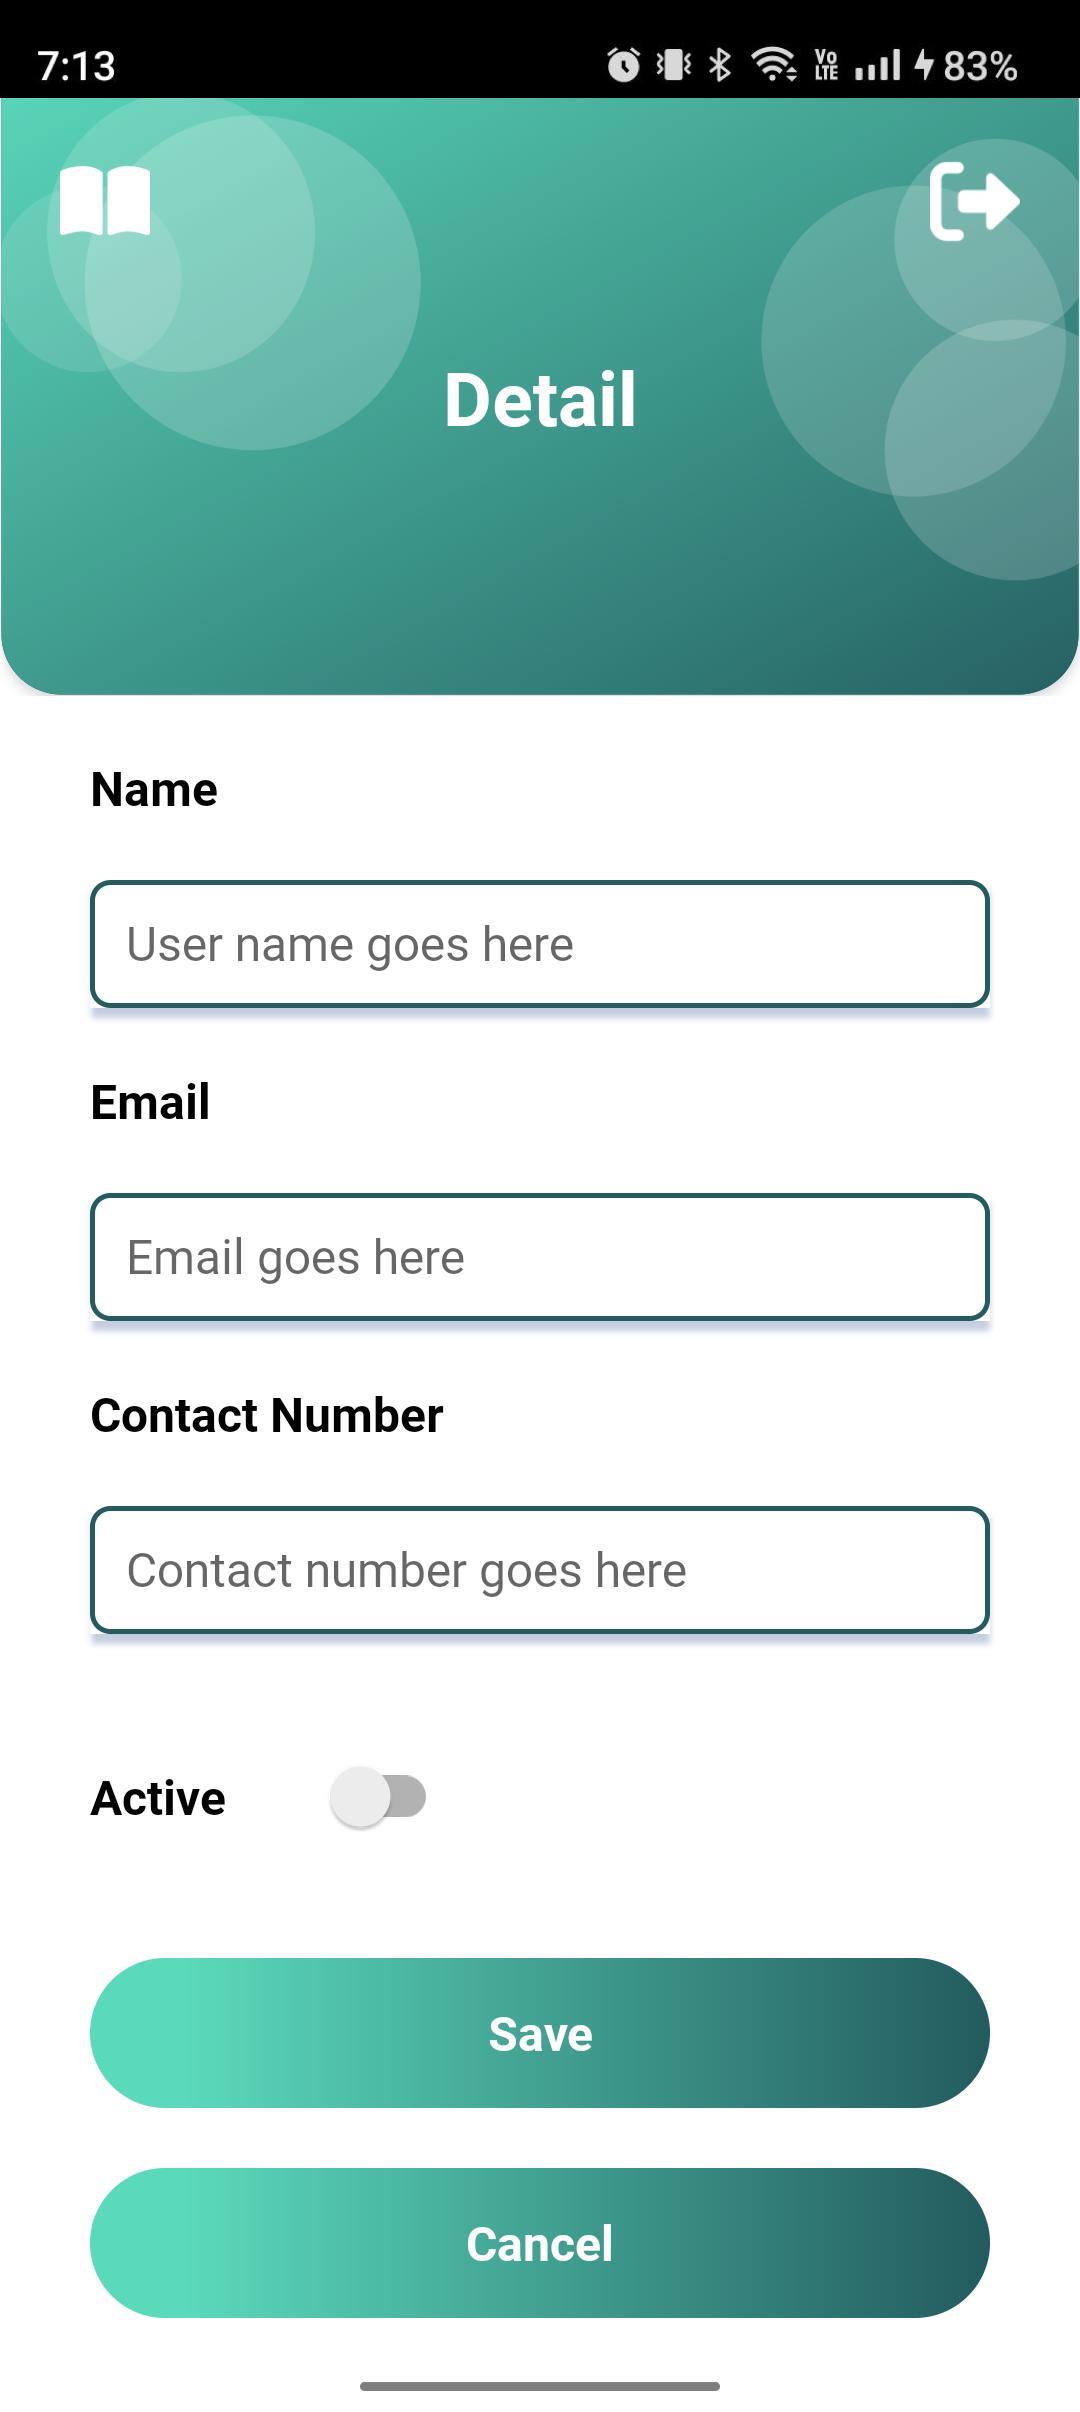 7:13
Vo
LTE
83%
Detail
Name
User name goes here
Email
Email goes here
Contact Number
Contact number goes here
Active
Save
Cancel